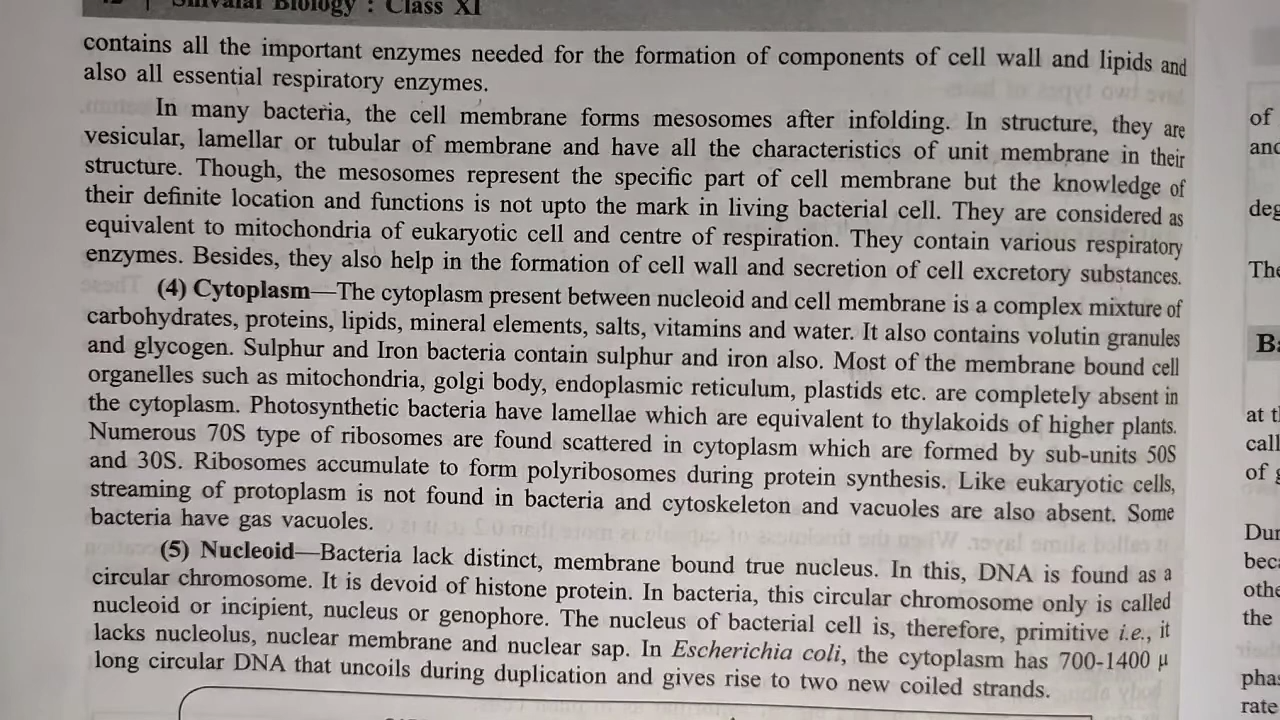 Shivalal Biology : Class XI
contains all the important enzymes needed for the formation of components of cell wall and lipids and
also all essential respiratory enzymes.
In many bacteria, the cell membrane forms mesosomes after infolding. In structure, they are
vesicular, lamellar or tubular of membrane and have all the characteristics of unit membrane in their
structure. Though, the mesosomes represent the specific part of cell membrane but the knowledge of
their definite location and functions is not upto the mark in living bacterial cell. They are considered as
equivalent to mitochondria of eukaryotic cell and centre of respiration. They contain various respiratory
enzymes. Besides, they also help in the formation of cell wall and secretion of cell excretory substances.
(4) Cytoplasm—The cytoplasm present between nucleoid and cell membrane is a complex mixture of
carbohydrates, proteins, lipids, mineral elements, salts, vitamins and water. It also contains volutin granules
and glycogen. Sulphur and Iron bacteria contain sulphur and iron also. Most of the membrane bound cell
organelles such as mitochondria, golgi body, endoplasmic reticulum, plastids etc. are completely absent in
the cytoplasm. Photosynthetic bacteria have lamellae which are equivalent to thylakoids of higher plants.
Numerous 70S type of ribosomes are found scattered in cytoplasm which are formed by sub-units 50S
and 30S. Ribosomes accumulate to form polyribosomes during protein synthesis. Like eukaryotic cells,
streaming of protoplasm is not found in bacteria and cytoskeleton and vacuoles are also absent. Some
bacteria have gas vacuoles.
(5) Nucleoid—Bacteria lack distinct, membrane bound true nucleus. In this, DNA is found as a
circular chromosome. It is devoid of histone protein. In bacteria, this circular chromosome only is called
nucleoid or incipient, nucleus or genophore. The nucleus of bacterial cell is, therefore, primitive i.e., it
lacks nucleolus, nuclear membrane and nuclear sap. In Escherichia coli, the cytoplasm has 700-1400 μ
long circular DNA that uncoils during duplication and gives rise to two new coiled strands.
of
The
at
call
of
othe
the
rate